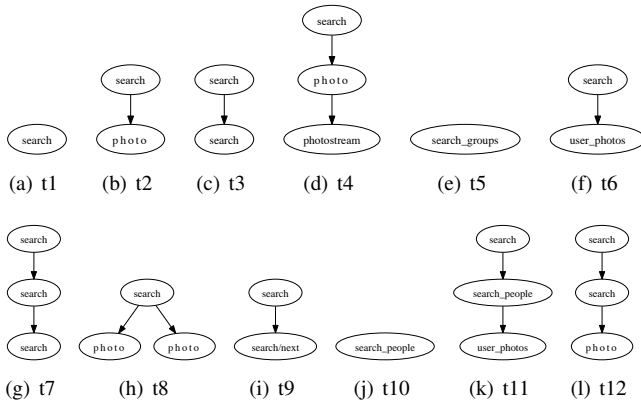 search
search search photo
search
search photo search photostream search_groups user_photos
(a) t1 (b) t2 (c) t3 (d) t4 (e) t5 (f) t6
search search search
search search search search_people search
search photo photo search/next search_people user_photos photo
(g) t7 (h) t8 (i) t9 (j) t10 (k) t11 (l) t12